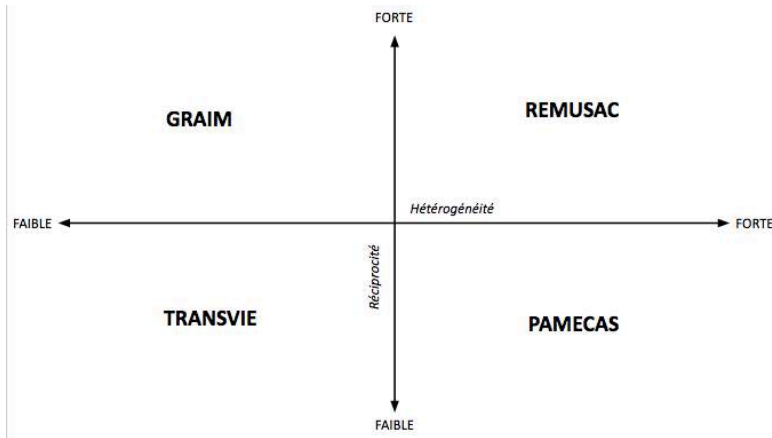 FORTE
GRAIM
REMUSAC
Hétérogénéité
FAIBLE
FORTE
Réciprocité
TRANSVIE
PAMECAS
FAIBLE